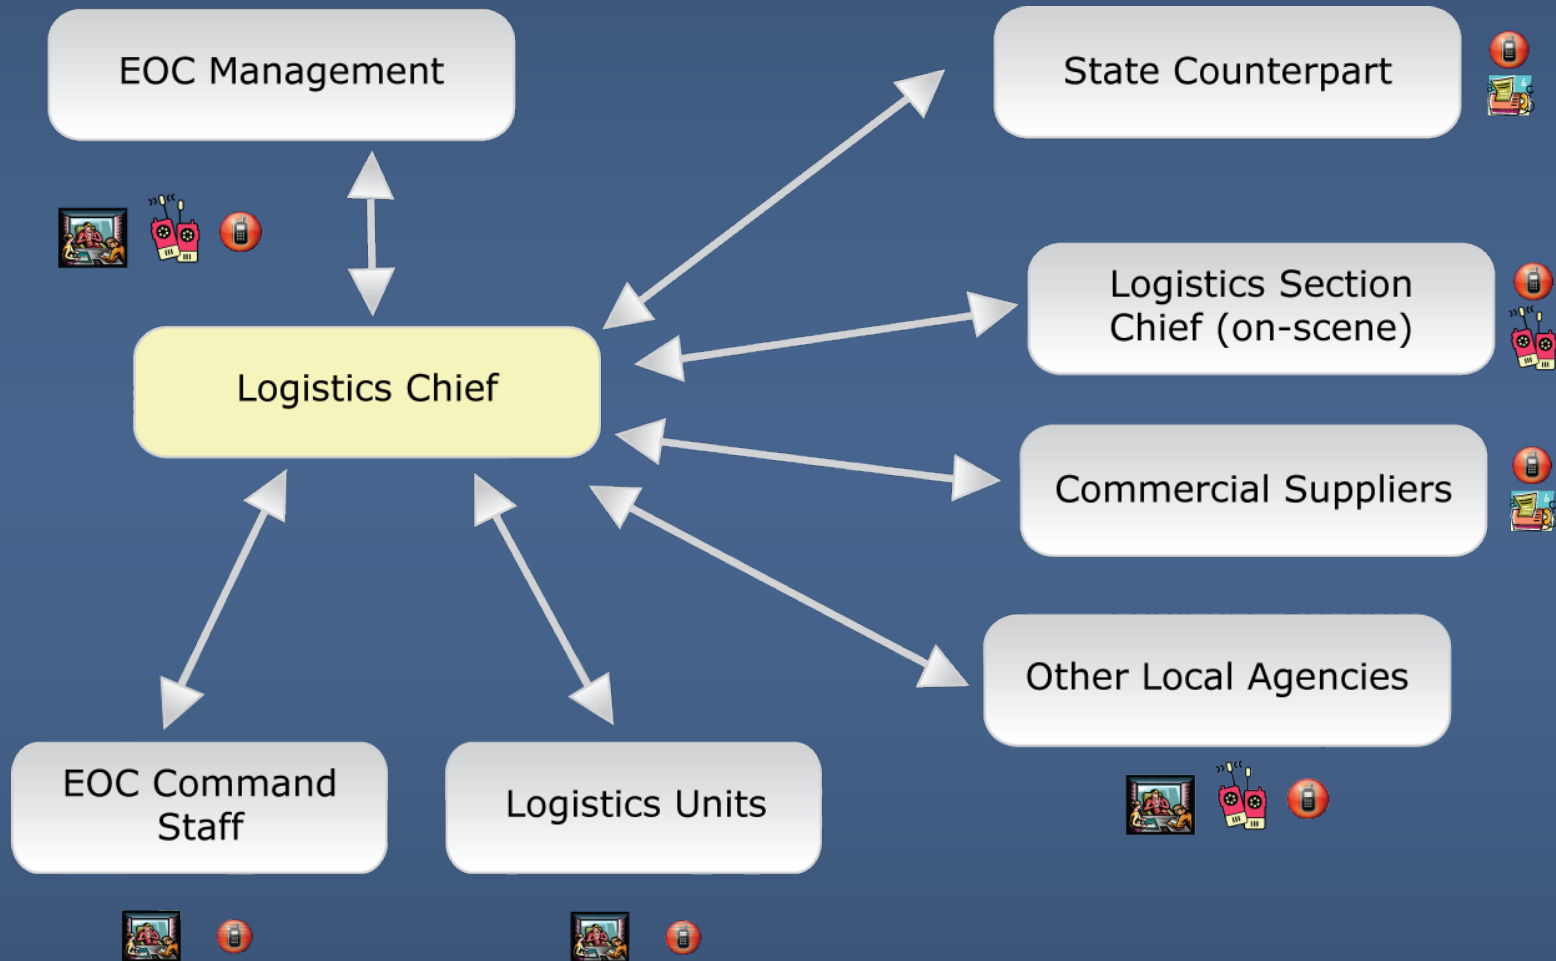 EOC Management
State Counterpart
Logistics Section
Chief (on-scene)
Logistics Chief
Commercial Suppliers
Other Local Agencies
EOC Command
Staff
Logistics Units